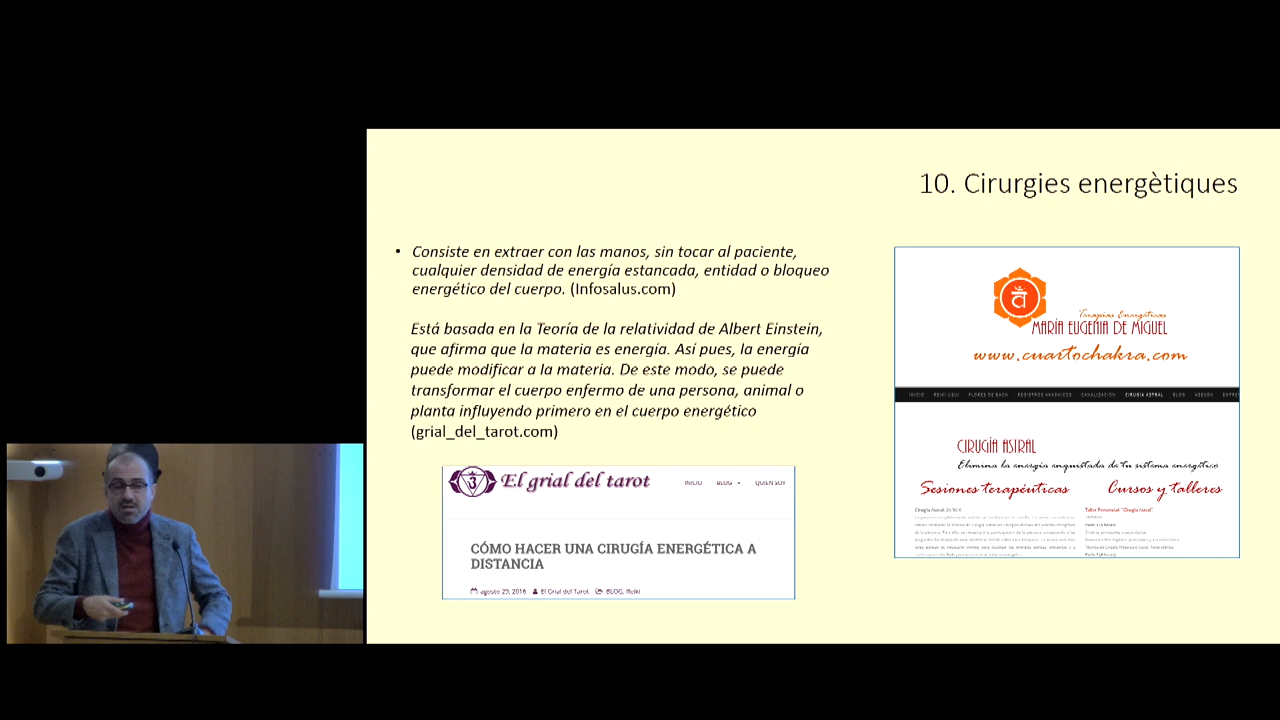 10. Cirurgies energètiques
• Consiste en extraer con las manos, sin tocar al paciente,
cualquier densidad de energía estancada, entidad o bloqueo
energético del cuerpo. (Infosalus.com)
Está basada en la Teoría de la relatividad de Albert Einstein,
que afirma que la materia es energía. Así pues, la energía
puede modificar a la materia. De este modo, se puede
transformar el cuerpo enfermo de una persona, animal o
planta influyendo primero en el cuerpo energético
(grial_del_tarot.com)
El grial del tarot
INICIO BLOG QUIEN SOY
CÓMO HACER UNA CIRUGÍA ENERGÉTICA A
DISTANCIA
agosto 29, 2016 El Grial del Tarot BLOG, Reiki
Terapias Energéticas
MARÍA EUGENIA DE MIGUEL
www.cuartochakra.com
INICIO REIKI USUI FLORES DE BACH REGISTROS AKASHICOS CANALIZACION CIRUGIA ASTRAL BLOG AGENDA
CIRUGÍA ASTRAL
Elimina la energía enquistada de tu sistema energético
Sesiones terapéuticas Cursos y talleres